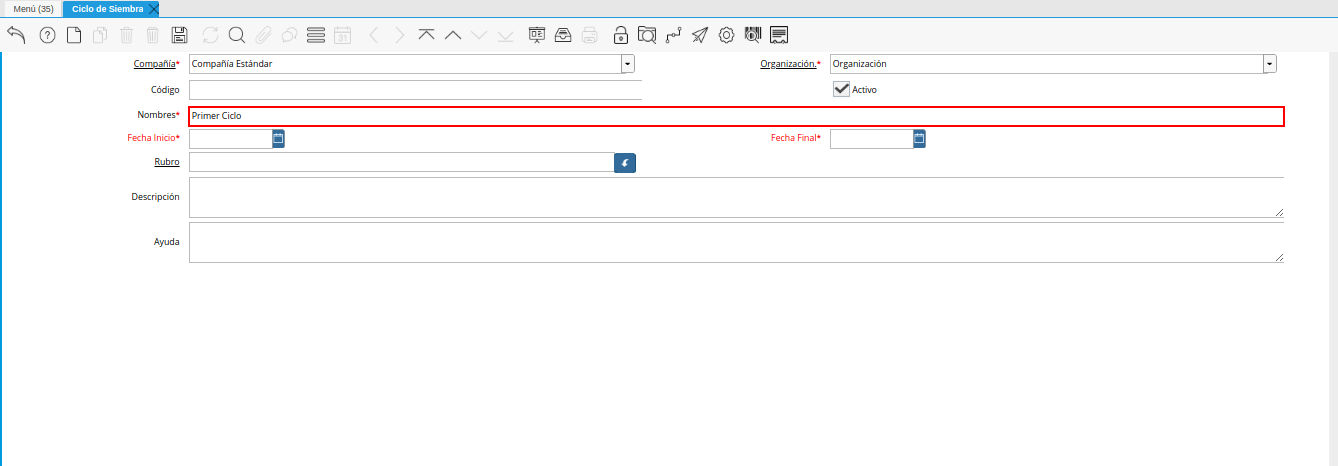 Menú (35) Ciclo de Siembra
31
Compañía* Compañía Estándar Organización.* Organización
Código Activo
Nombres* Primer Ciclo
Fecha Inicio* Fecha Final*
Rubro
Descripción
Ayuda